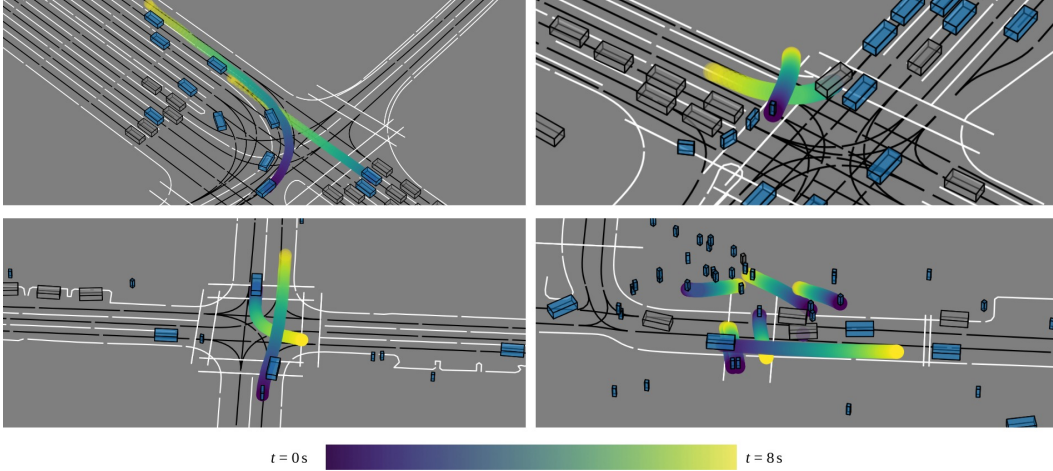 t = 0 s
t = 8 s